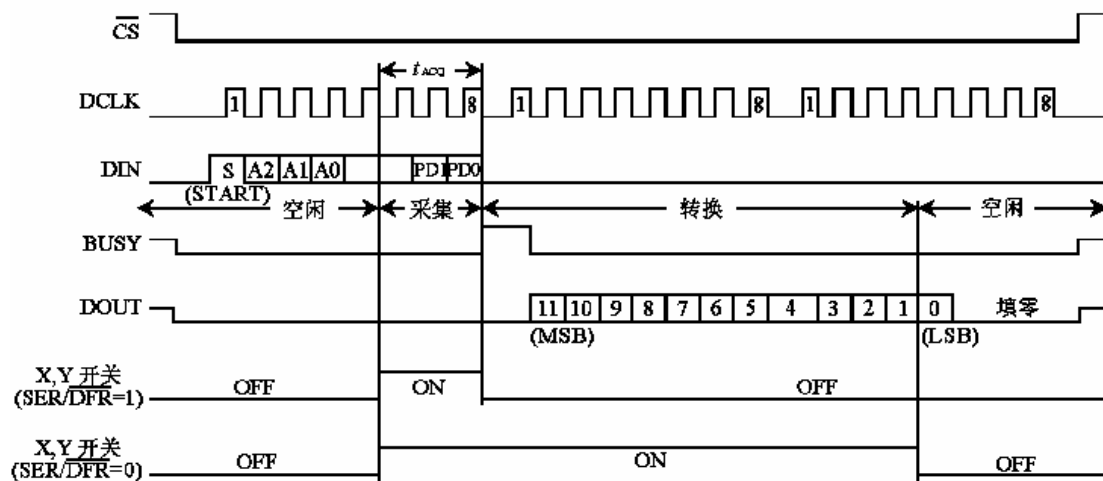 CS
t ACQ
DCLK 1 8 1 8 1 8
DIN S A2 A1 A0 PD1 PD0
(START)
空闲 采集 转换 空闲
BUSY
DOUT 11 10 9 8 7 6 5 4 3 2 1 0 填零
(MSB) (LSB)
X,Y 开关
(SER/DFR=1) OFF ON OFF
X,Y 开关
(SER/DFR=0) OFF ON OFF